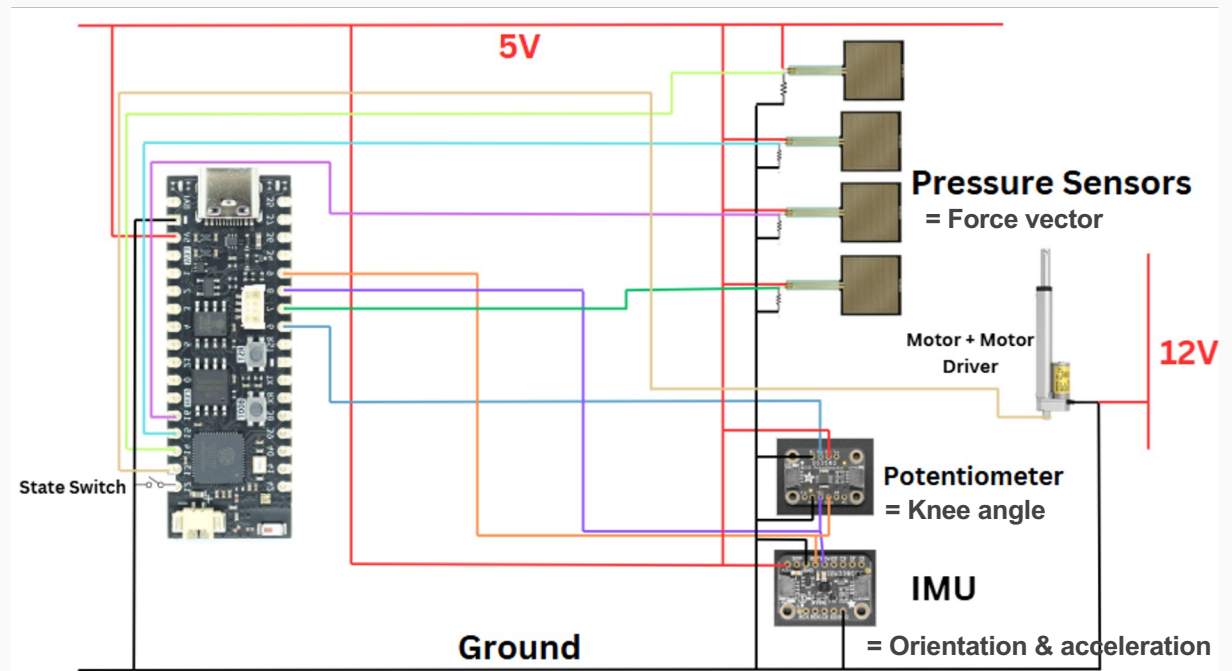 5V
Pressure Sensors
= Force vector
Motor + Motor
Driver
12V
State Switch
Potentiometer
= Knee angle
IMU
= Orientation & acceleration
Ground